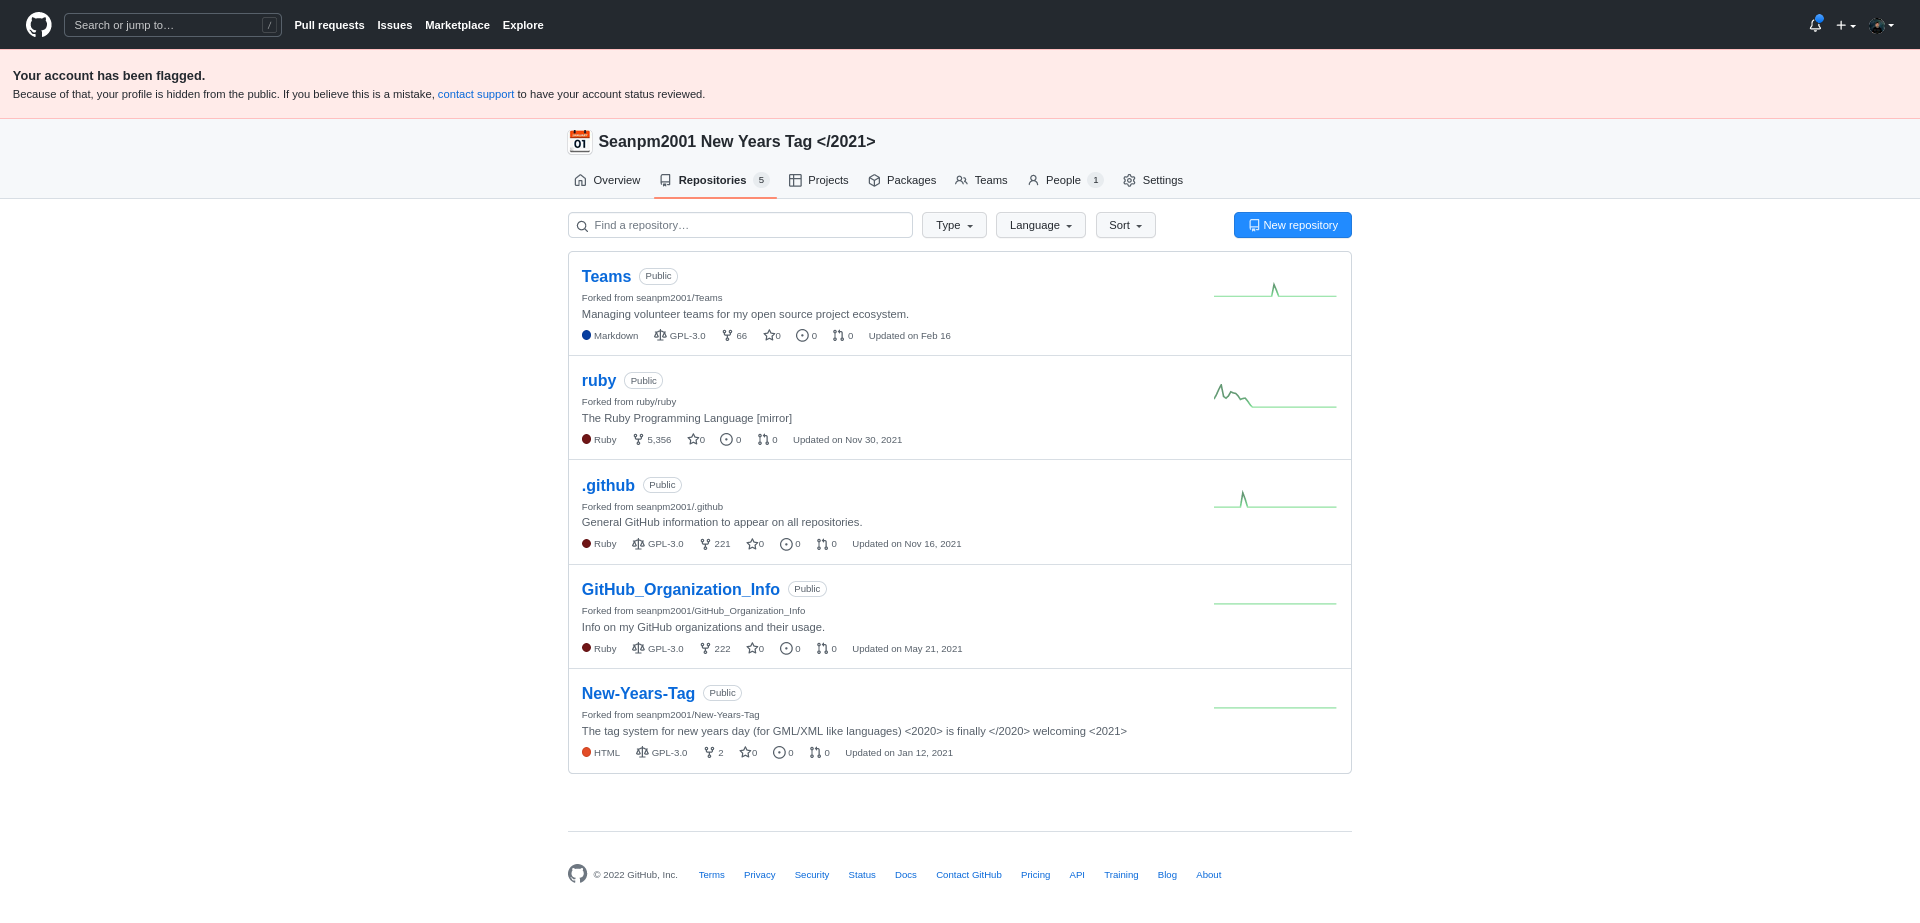 Search or jump to… /
Pull requests Issues Marketplace Explore
Your account has been flagged.
Because of that, your profile is hidden from the public. If you believe this is a mistake, contact support to have your account status reviewed.
01 Seanpm2001 New Years Tag </2021>
Overview Repositories 5 Projects Packages Teams People 1 Settings
Find a repository… Type Language Sort New repository
Teams Public
Forked from seanpm2001/Teams
Managing volunteer teams for my open source project ecosystem.
Markdown GPL-3.0 66 0 0 0 Updated on Feb 16
ruby Public
Forked from ruby/ruby
The Ruby Programming Language [mirror]
Ruby 5,356 0 0 0 Updated on Nov 30, 2021
.github Public
Forked from seanpm2001/.github
General GitHub information to appear on all repositories.
Ruby GPL-3.0 221 0 0 0 Updated on Nov 16, 2021
GitHub_Organization_Info Public
Forked from seanpm2001/GitHub_Organization_Info
Info on my GitHub organizations and their usage.
Ruby GPL-3.0 222 0 0 0 Updated on May 21, 2021
New-Years-Tag Public
Forked from seanpm2001/New-Years-Tag
The tag system for new years day (for GML/XML like languages) <2020> is finally </2020> welcoming <2021>
HTML GPL-3.0 2 0 0 0 Updated on Jan 12, 2021
© 2022 GitHub, Inc. Terms Privacy Security Status Docs Contact GitHub Pricing API Training Blog About